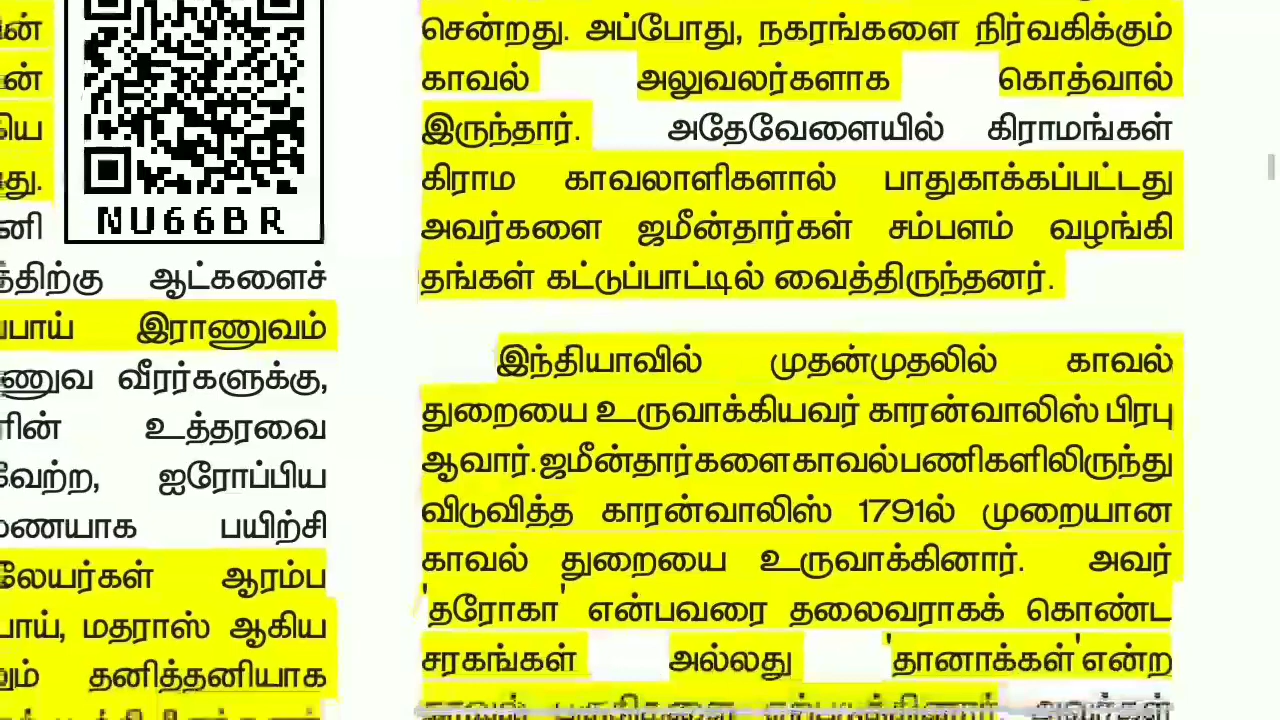 NU66BR
ஆட்களைச்
இராணுவம்
வீரர்களுக்கு,
உத்தரவை
ஐரோப்பிய
பயிற்சி
ஆரம்ப
மதராஸ் ஆகிய
தனித்தனியாக
சென்றது. அப்போது, நகரங்களை நிர்வகிக்கும்
காவல் அலுவலர்களாக கொத்வால்
இருந்தார். அதேவேளையில் கிராமங்கள்
கிராம காவலாளிகளால் பாதுகாக்கப்பட்டது
அவர்களை ஜமீன்தார்கள் சம்பளம் வழங்கி
தங்கள் கட்டுப்பாட்டில் வைத்திருந்தனர்.
இந்தியாவில் முதன்முதலில் காவல்
துறையை உருவாக்கியவர் காரன்வாலிஸ் பிரபு
ஆவார்.ஜமீன்தார்களைகாவல்பணிகளிலிருந்து
விடுவித்த காரன்வாலிஸ் 1791ல் முறையான
காவல் துறையை உருவாக்கினார். அவர்
'தரோகா' என்பவரை தலைவராகக் கொண்ட
சரகங்கள் அல்லது 'தானாக்கள்'என்ற